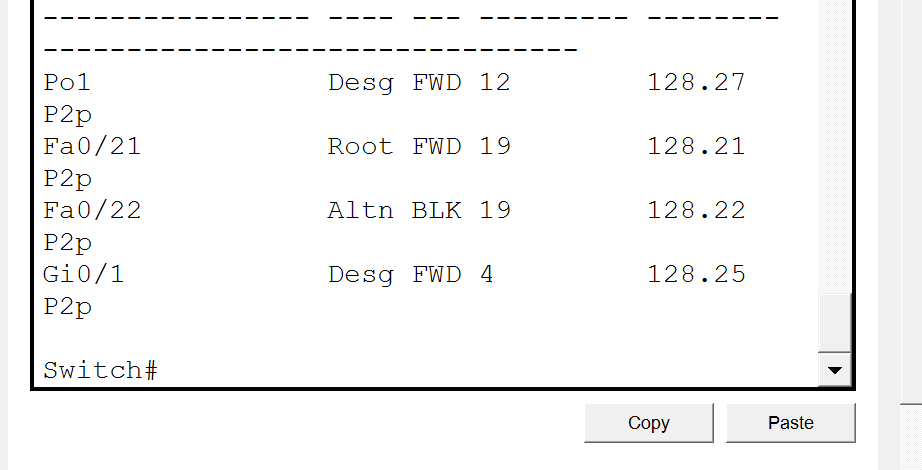 ---------------- ---- --- --------- --------
--------------------------------
Po1              Desg FWD 12        128.27
P2p
Fa0/21           Root FWD 19        128.21
P2p
Fa0/22           Altn BLK 19        128.22
P2p
Gi0/1            Desg FWD 4         128.25
P2p
Switch#
Copy Paste